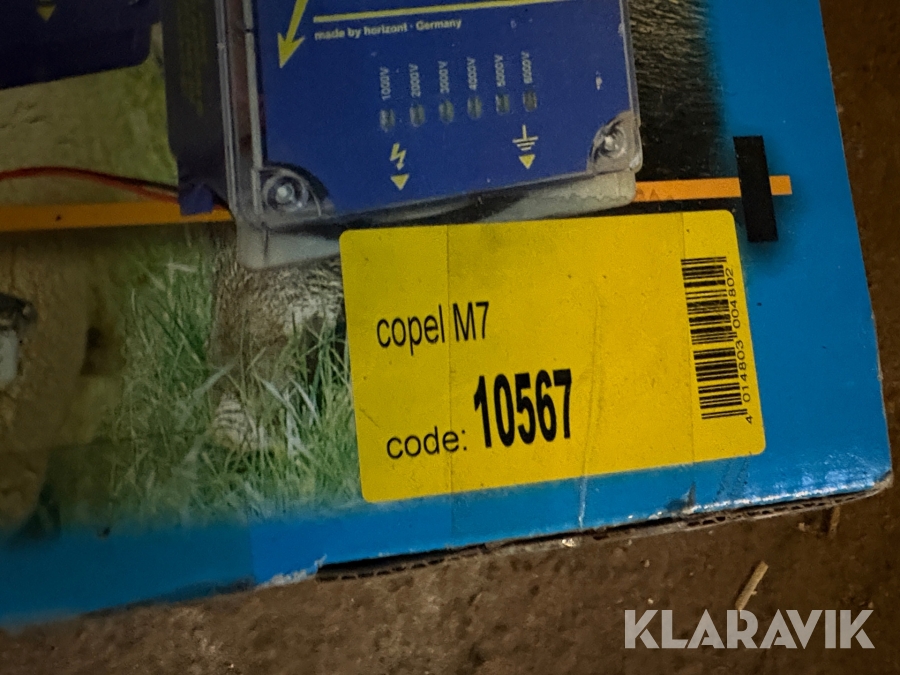 made by horizont · Germany
1000V
2000V
3000V
4000V
5000V
6000V
copel M7
code: 10567
4 014803 004802
KLARAVIK